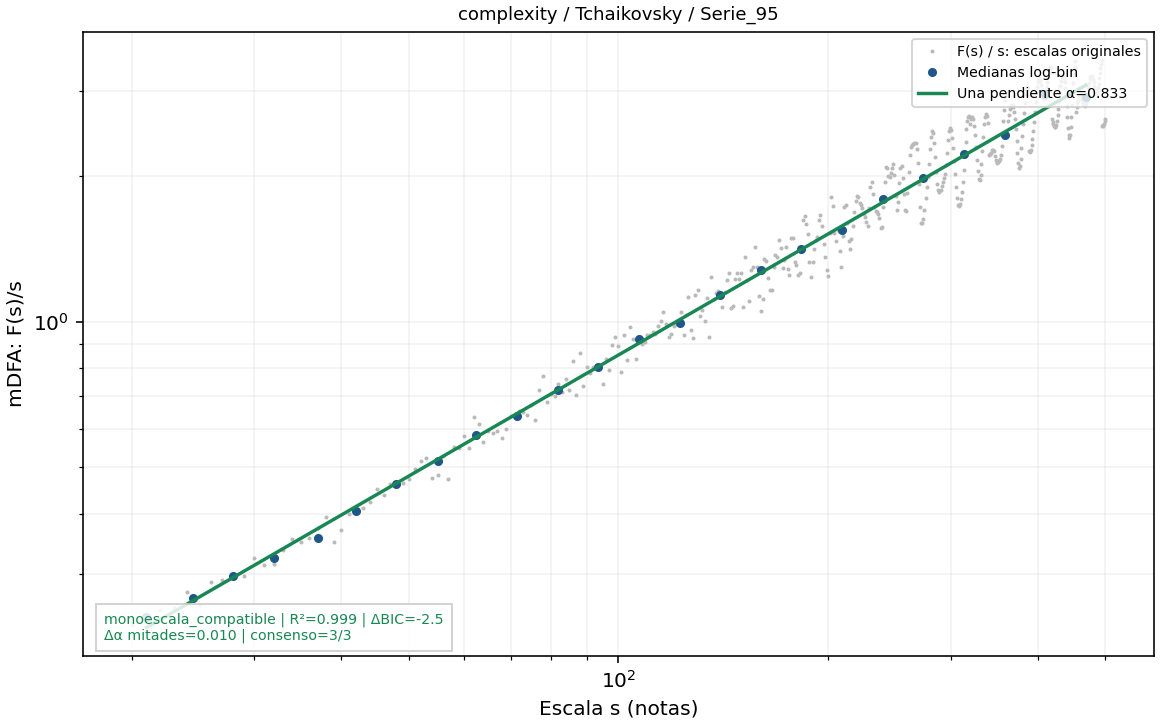 complexity / Tchaikovsky / Serie_95
F(s) / s: escalas originales
Medianas log-bin
Una pendiente α=0.833
mDFA: F(s)/s
10⁰
monoescala_compatible | R²=0.999 | ΔBIC=-2.5
Δα mitades=0.010 | consenso=3/3
10²
Escala s (notas)